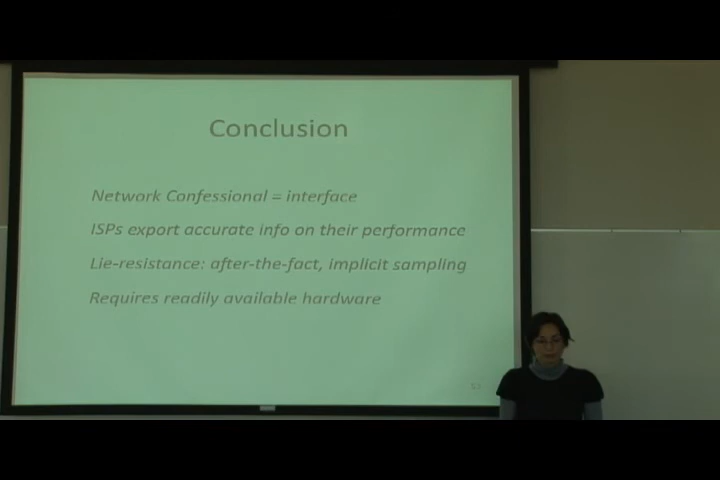 Conclusion
Network Confessional = interface
ISPs export accurate info on their performance
Lie-resistance: after-the-fact, implicit sampling
Requires readily available hardware